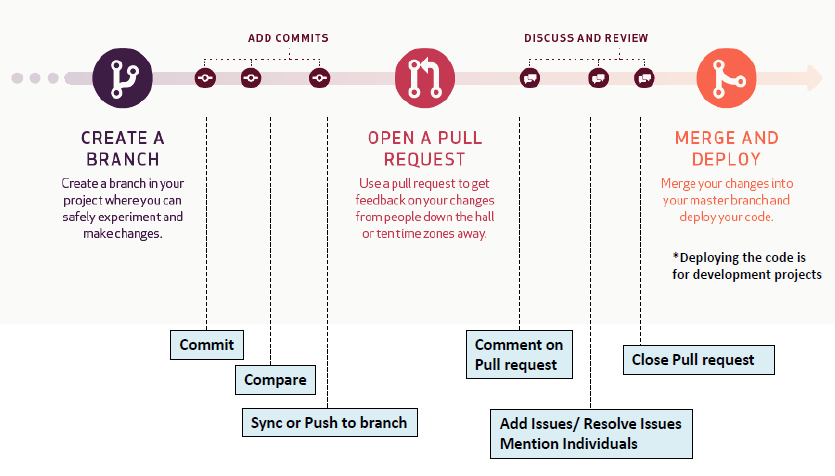 ADD COMMITS
DISCUSS AND REVIEW
CREATE A
BRANCH
Create a branch in your
project where you can
safely experiment and
make changes.
OPEN A PULL
REQUEST
Use a pull request to get
feedback on your changes
from people down the hall
or ten time zones away.
MERGE AND
DEPLOY
Merge your changes into
your master branch and
deploy your code.
*Deploying the code is
for development projects
Commit
Compare
Sync or Push to branch
Comment on
Pull request
Add Issues/ Resolve Issues
Mention Individuals
Close Pull request